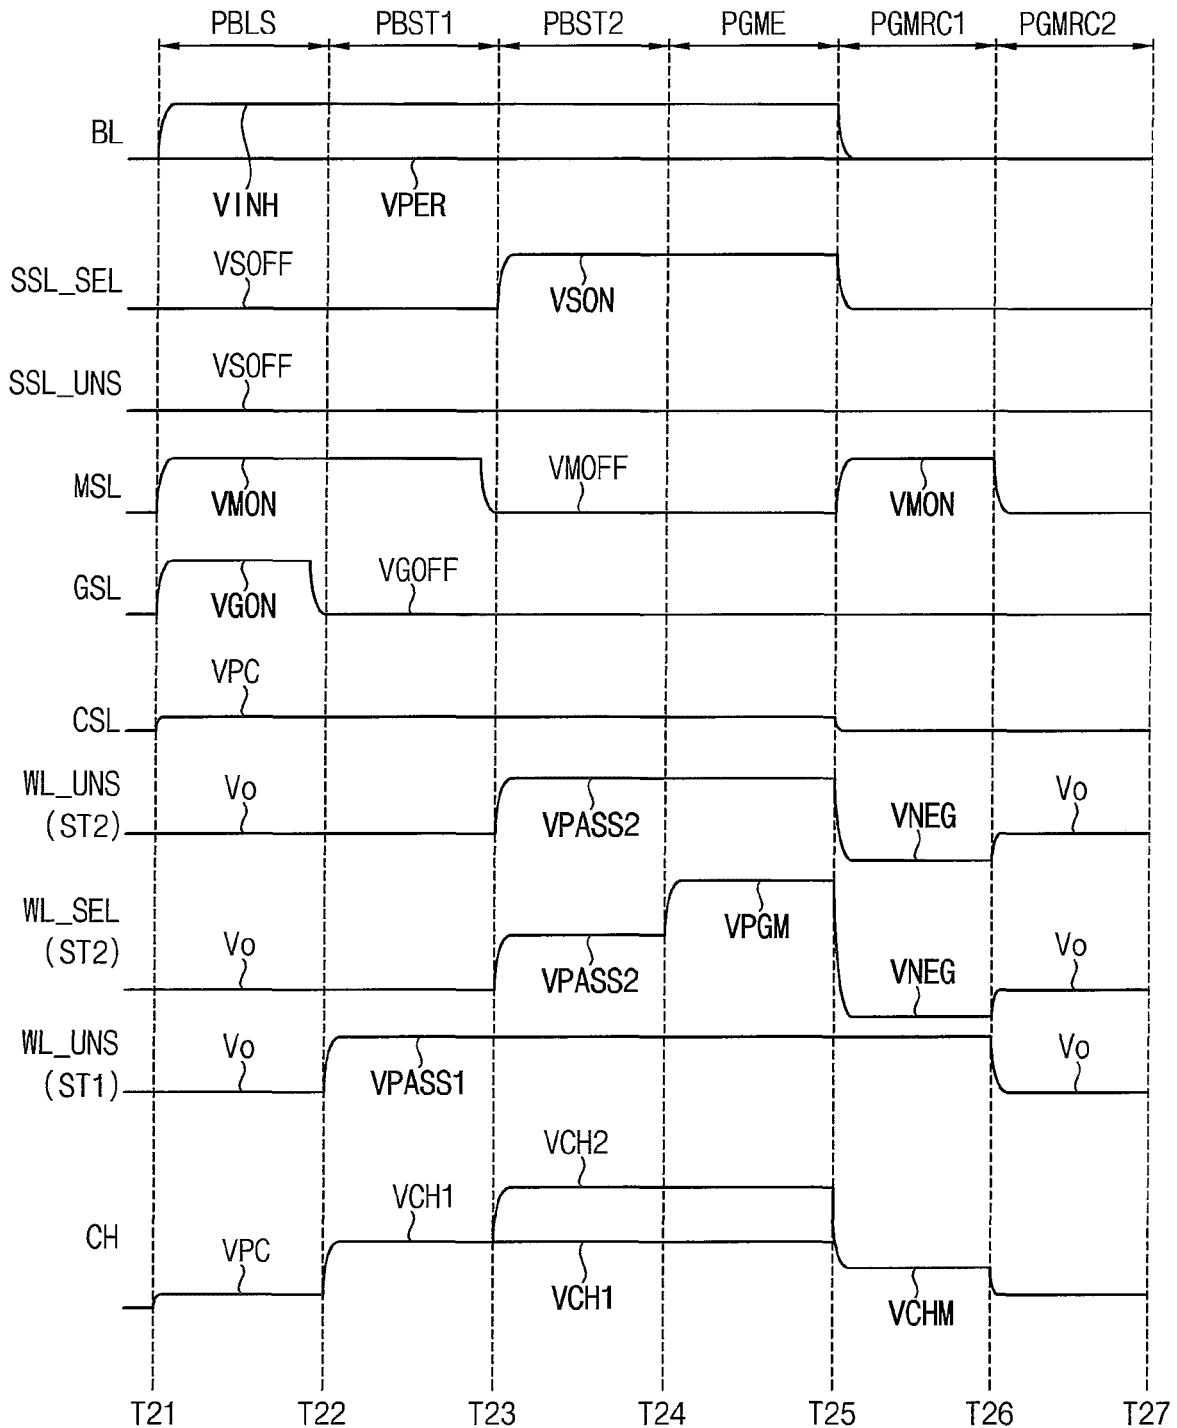 PBLS PBST1 PBST2 PGME PGMRC1 PGMRC2
BL
VINH VPER
SSL_SEL VSOFF VSON
SSL_UNS VSOFF
MSL VMON VMOFF VMON
GSL VGON VGOFF
VPC
CSL
WL_UNS (ST2) Vo VPASS2 VNEG Vo
WL_SEL (ST2) Vo VPASS2 VPGM VNEG Vo
WL_UNS (ST1) Vo VPASS1 Vo
VCH2
VCH1
CH VPC VCH1 VCHM
T21 T22 T23 T24 T25 T26 T27